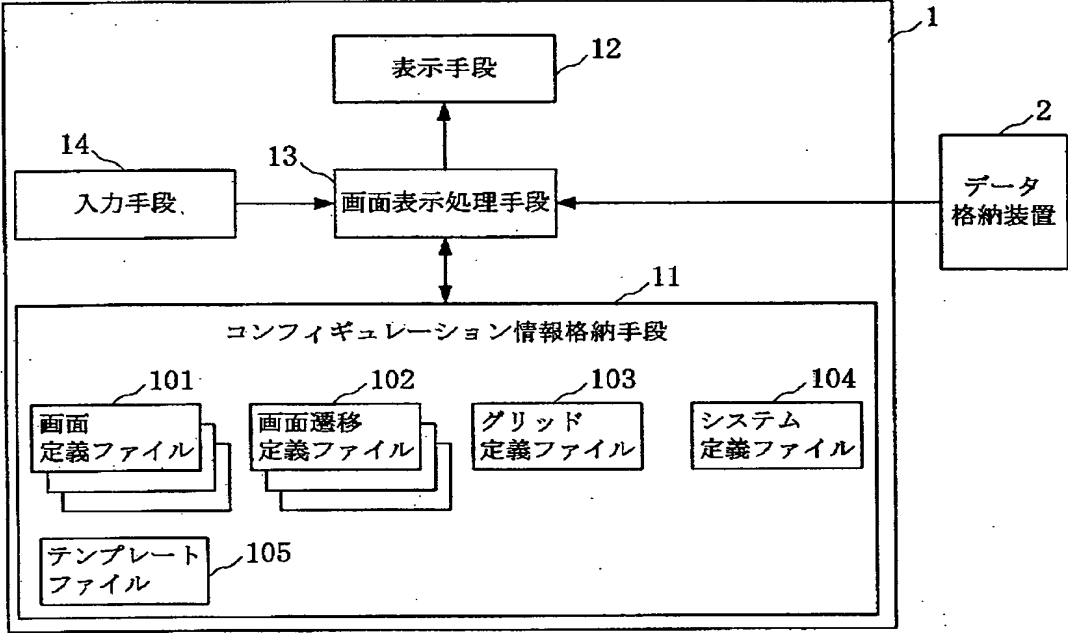 1
表示手段
12
2
14
13
入力手段
画面表示処理手段
データ
格納装置
11
コンフィギュレーション情報格納手段
101
102
103
104
画面
定義ファイル
画面遷移
定義ファイル
グリッド
定義ファイル
システム
定義ファイル
テンプレート
ファイル
105